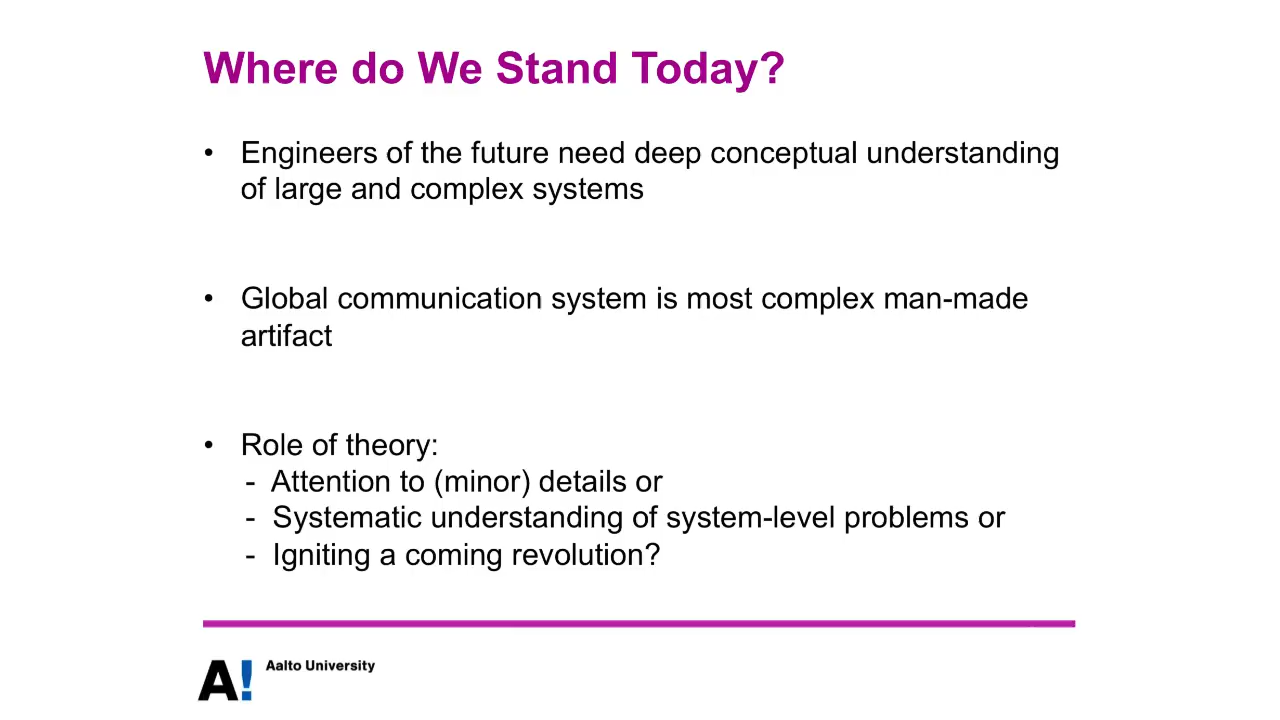 Where do We Stand Today?
• Engineers of the future need deep conceptual understanding
of large and complex systems
• Global communication system is most complex man-made
artifact
• Role of theory:
- Attention to (minor) details or
- Systematic understanding of system-level problems or
- Igniting a coming revolution?
A! Aalto University